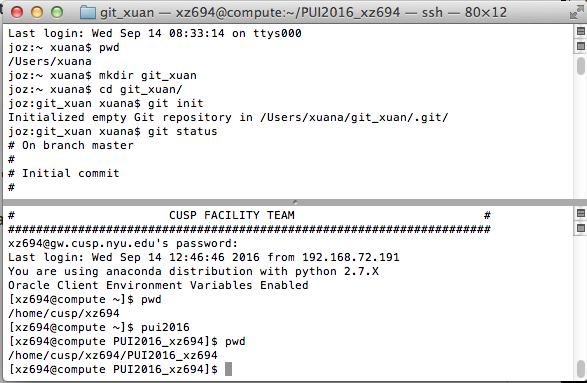 git_xuan — xz694@compute:~/PUI2016_xz694 — ssh — 80×12
Last login: Wed Sep 14 08:33:14 on ttys000
joz:~ xuana$ pwd
/Users/xuana
joz:~ xuana$ mkdir git_xuan
joz:~ xuana$ cd git_xuan/
joz:git_xuan xuana$ git init
Initialized empty Git repository in /Users/xuana/git_xuan/.git/
joz:git_xuan xuana$ git status
# On branch master
#
# Initial commit
#
#                      CUSP FACILITY TEAM                           #
#####################################################################
xz694@gw.cusp.nyu.edu's password:
Last login: Wed Sep 14 12:46:46 2016 from 192.168.72.191
You are using anaconda distribution with python 2.7.X
Oracle Client Environment Variables Enabled
[xz694@compute ~]$ pwd
/home/cusp/xz694
[xz694@compute ~]$ pui2016
[xz694@compute PUI2016_xz694]$ pwd
/home/cusp/xz694/PUI2016_xz694
[xz694@compute PUI2016_xz694]$